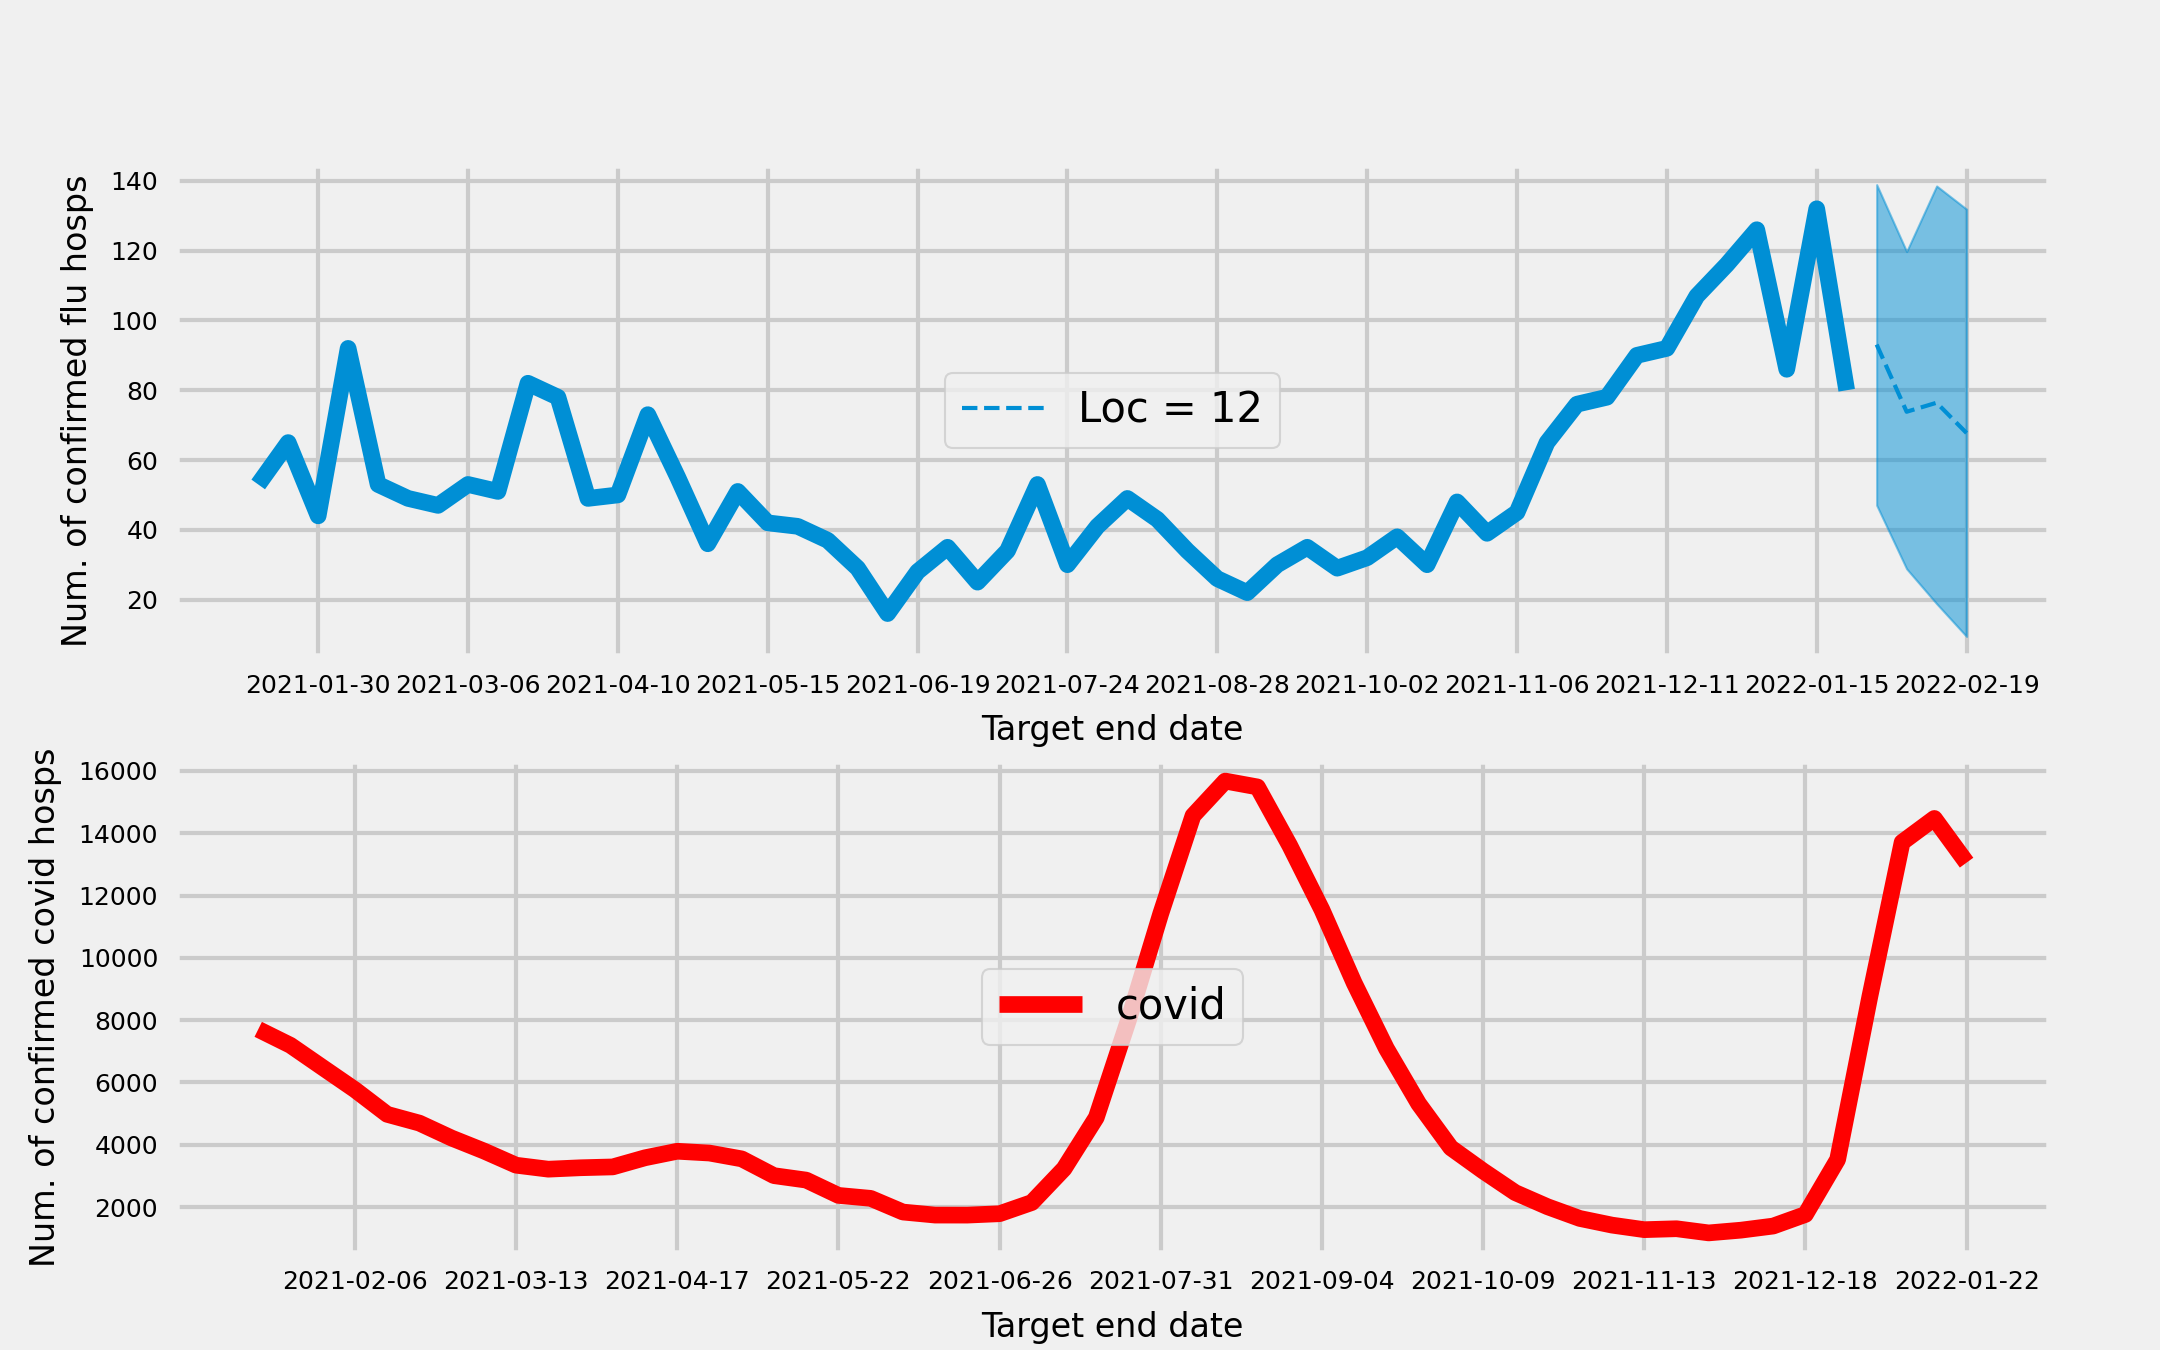 Num. of confirmed flu hosps
140
120
100
80
60
40
20
Loc = 12
2021-01-30 2021-03-06 2021-04-10 2021-05-15 2021-06-19 2021-07-24 2021-08-28 2021-10-02 2021-11-06 2021-12-11 2022-01-15 2022-02-19
Target end date
Num. of confirmed covid hosps
16000
14000
12000
10000
8000
6000
4000
2000
covid
2021-02-06 2021-03-13 2021-04-17 2021-05-22 2021-06-26 2021-07-31 2021-09-04 2021-10-09 2021-11-13 2021-12-18 2022-01-22
Target end date